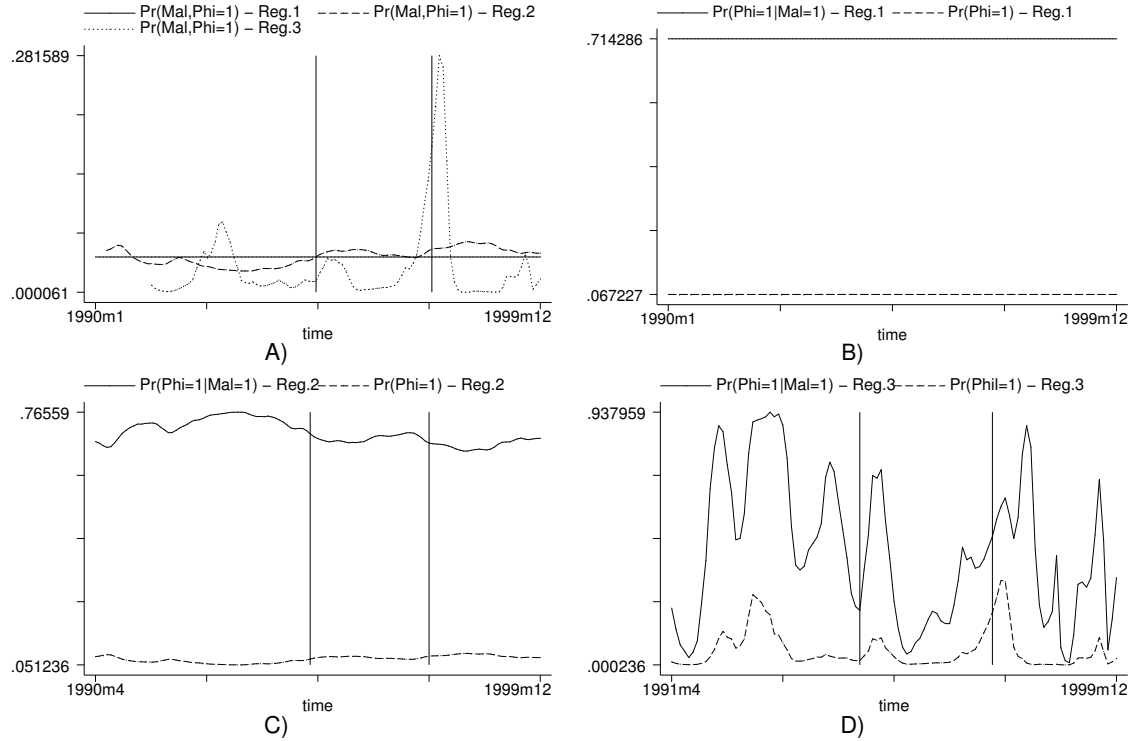 Pr(Mal,Phi=1) − Reg.1
Pr(Mal,Phi=1) − Reg.2
Pr(Mal,Phi=1) − Reg.3
.281589
.000061
1990m1
1999m12
time
A)
Pr(Phi=1|Mal=1) − Reg.1
Pr(Phi=1) − Reg.1
.714286
.067227
1990m1
1999m12
time
B)
Pr(Phi=1|Mal=1) − Reg.2
Pr(Phi=1) − Reg.2
.76559
.051236
1990m4
1999m12
time
C)
Pr(Phi=1|Mal=1) − Reg.3
Pr(PhiI=1) − Reg.3
.937959
.000236
1991m4
1999m12
time
D)